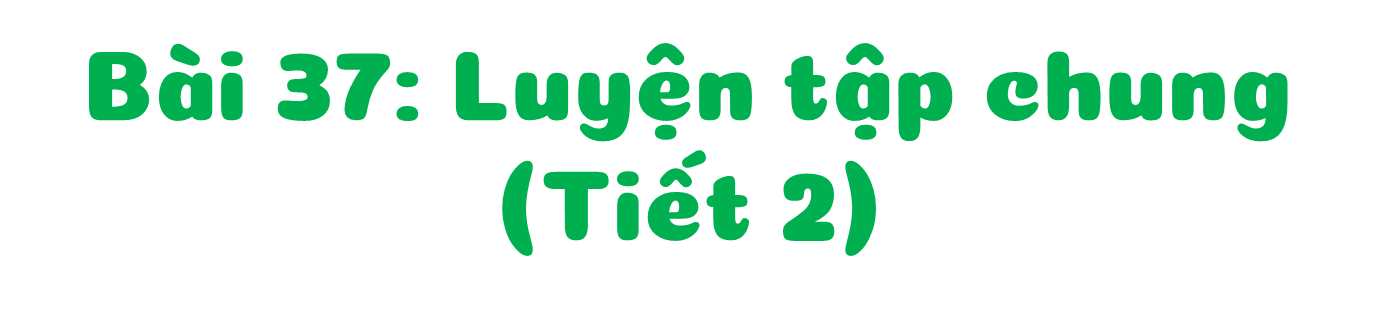 Bài 37: Luyện tập chung
(Tiết 2)